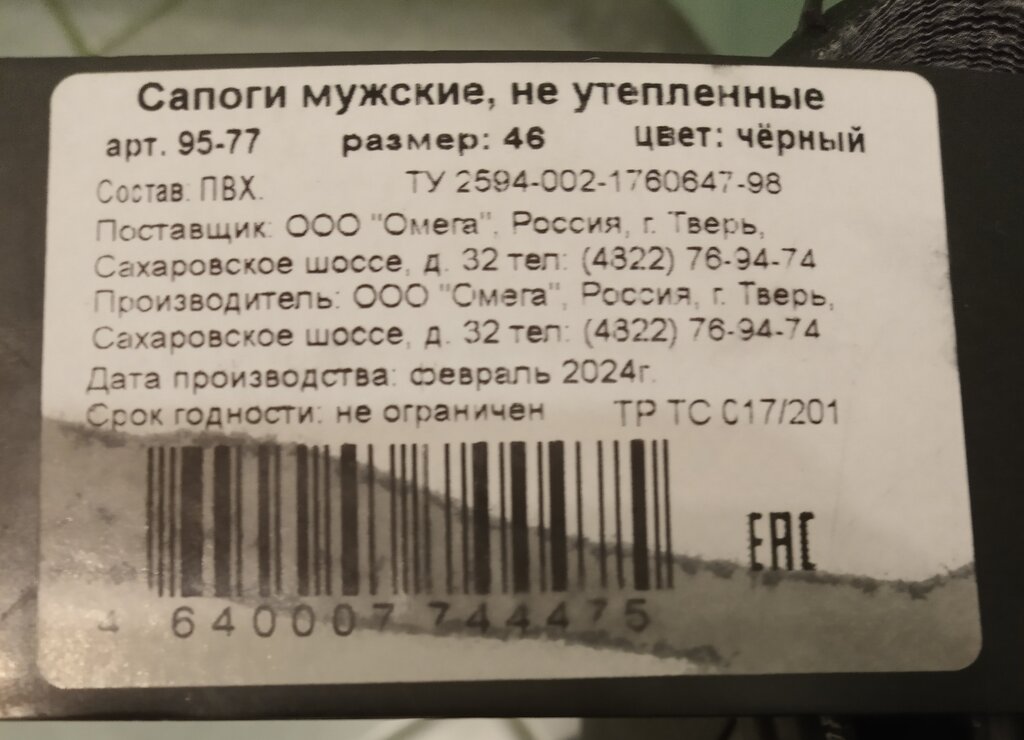 Сапоги мужские, не утепленные
арт. 95-77 размер: 46 цвет: чёрный
Состав: ПВХ. ТУ 2594-002-1760647-98
Поставщик: ООО "Омега", Россия, г. Тверь,
Сахаровское шоссе, д. 32 тел: (4822) 76-94-74
Производитель: ООО "Омега", Россия, г. Тверь,
Сахаровское шоссе, д. 32 тел: (4822) 76-94-74
Дата производства: февраль 2024г.
Срок годности: не ограничен ТР ТС 017/201
EAC
4 640007 744475